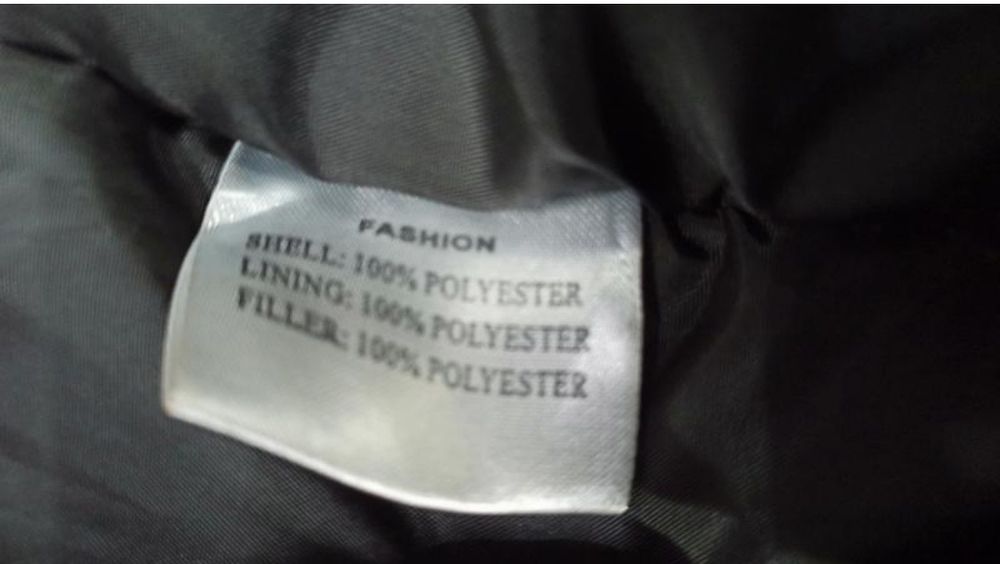 FASHION
SHELL: 100% POLYESTER
LINING: 100% POLYESTER
FILLER: 100% POLYESTER